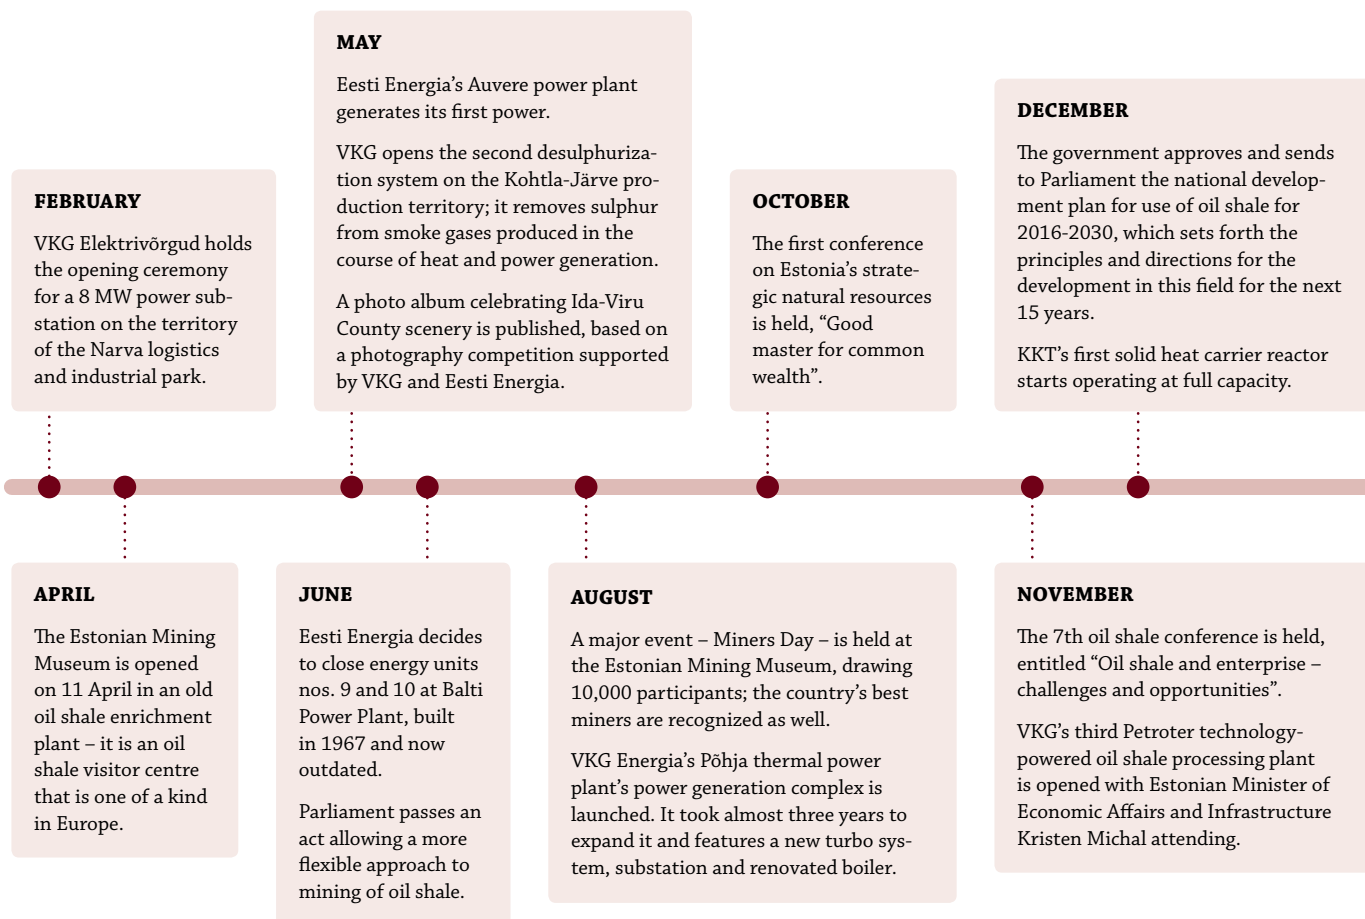 FEBRUARY
VKG Elektrivõrgud holds
the opening ceremony
for a 8 MW power sub-
station on the territory
of the Narva logistics
and industrial park.
MAY
Eesti Energia’s Auvere power plant
generates its first power.
VKG opens the second desulphuriza-
tion system on the Kohtla-Järve pro-
duction territory; it removes sulphur
from smoke gases produced in the
course of heat and power generation.
A photo album celebrating Ida-Viru
County scenery is published, based on
a photography competition supported
by VKG and Eesti Energia.
OCTOBER
The first conference
on Estonia’s strate-
gic natural resources
is held, “Good
master for common
wealth”.
DECEMBER
The government approves and sends
to Parliament the national develop-
ment plan for use of oil shale for
2016-2030, which sets forth the
principles and directions for the
development in this field for the next
15 years.
KKT’s first solid heat carrier reactor
starts operating at full capacity.
APRIL
The Estonian Mining
Museum is opened
on 11 April in an old
oil shale enrichment
plant – it is an oil
shale visitor centre
that is one of a kind
in Europe.
JUNE
Eesti Energia decides
to close energy units
nos. 9 and 10 at Balti
Power Plant, built
in 1967 and now
outdated.
Parliament passes an
act allowing a more
flexible approach to
mining of oil shale.
AUGUST
A major event – Miners Day – is held at
the Estonian Mining Museum, drawing
10,000 participants; the country’s best
miners are recognized as well.
VKG Energia’s Põhja thermal power
plant’s power generation complex is
launched. It took almost three years to
expand it and features a new turbo sys-
tem, substation and renovated boiler.
NOVEMBER
The 7th oil shale conference is held,
entitled “Oil shale and enterprise –
challenges and opportunities”.
VKG’s third Petroter technology-
powered oil shale processing plant
is opened with Estonian Minister of
Economic Affairs and Infrastructure
Kristen Michal attending.